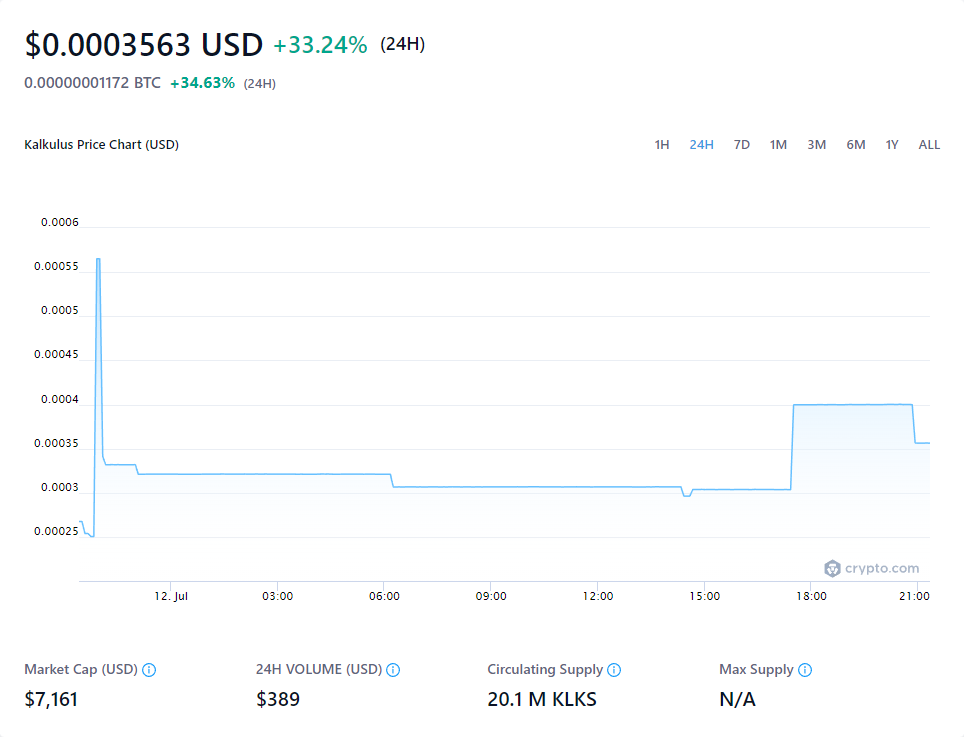 $0.0003563 USD +33.24% (24H)
0.00000001172 BTC +34.63% (24H)
Kalkulus Price Chart (USD) 1H 24H 7D 1M 3M 6M 1Y ALL
0.0006
0.00055
0.0005
0.00045
0.0004
0.00035
0.0003
0.00025
crypto.com
12. Jul 03:00 06:00 09:00 12:00 15:00 18:00 21:00
Market Cap (USD) 24H VOLUME (USD) Circulating Supply Max Supply
$7,161 $389 20.1 M KLKS N/A